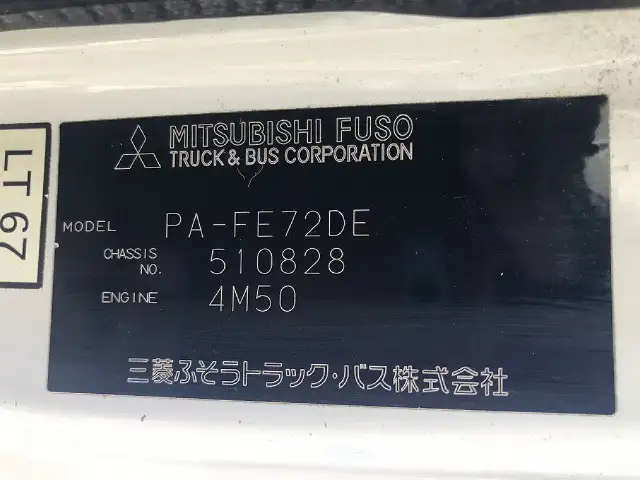 MITSUBISHI FUSO
TRUCK & BUS CORPORATION
MODEL PA-FE72DE
CHASSIS NO. 510828
ENGINE 4M50
三菱ふそうトラック・バス株式会社
LT 67